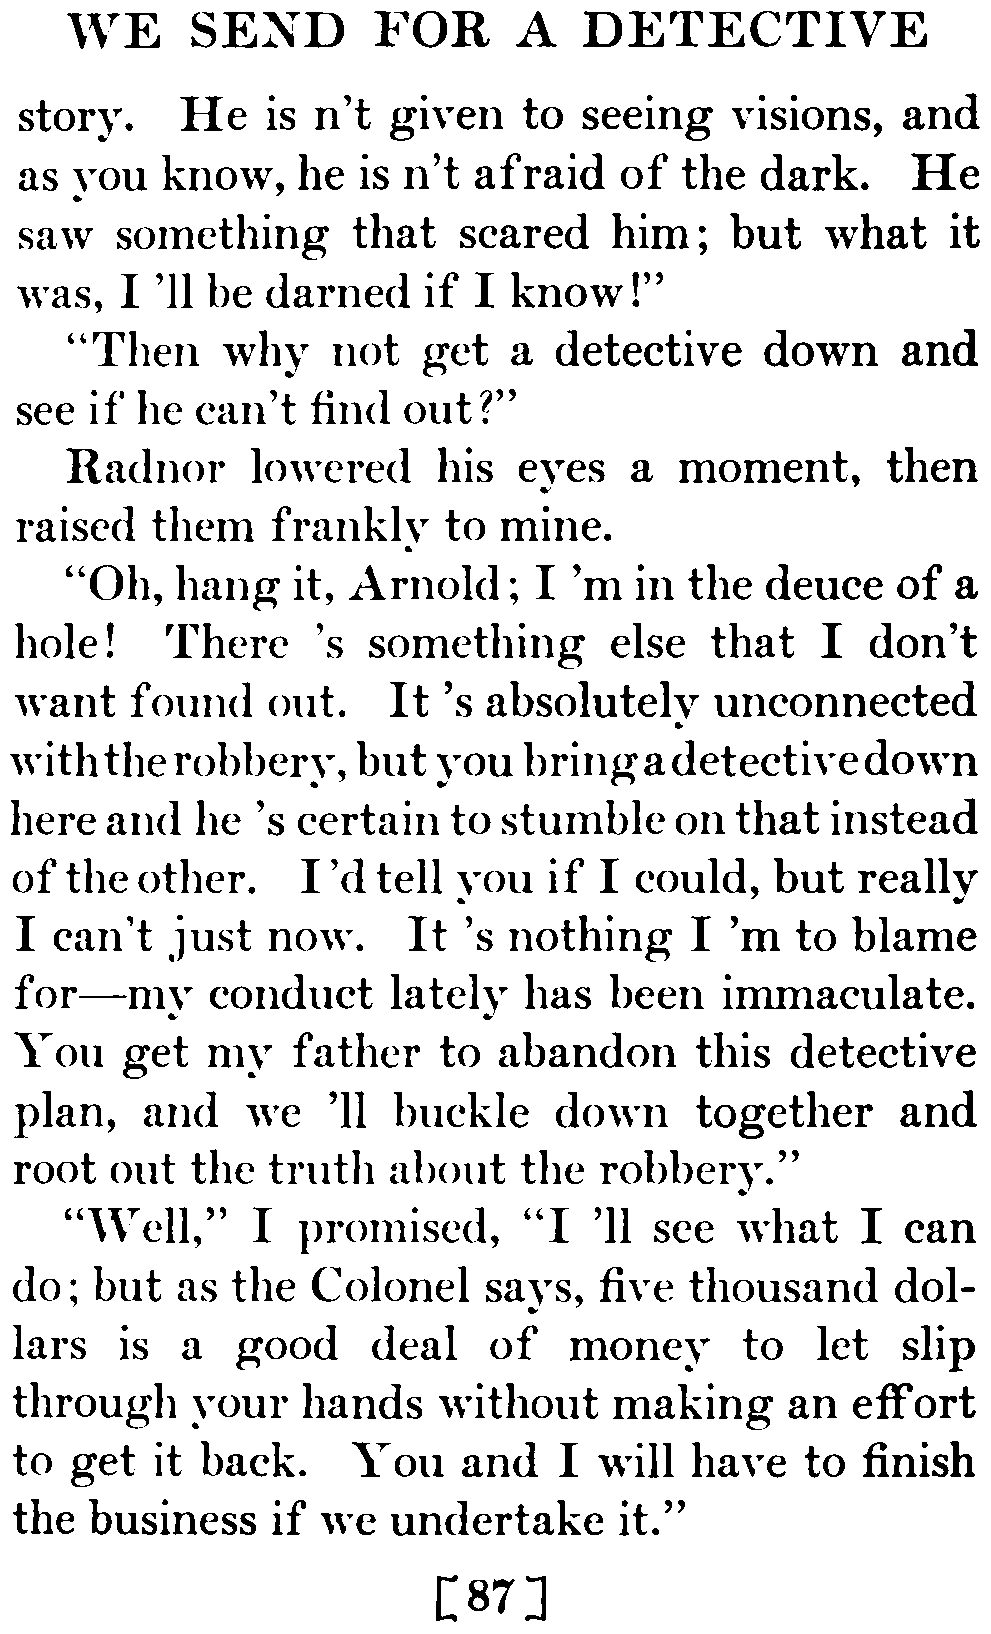 WE SEND FOR A DETECTIVE
story. He is n't given to seeing visions, and
as you know, he is n't afraid of the dark. He
saw something that scared him; but what it
was, I 'll be darned if I know!"
"Then why not get a detective down and
see if he can't find out?"
Radnor lowered his eyes a moment, then
raised them frankly to mine.
"Oh, hang it, Arnold; I 'm in the deuce of a
hole! There 's something else that I don't
want found out. It 's absolutely unconnected
with the robbery, but you bring a detective down
here and he 's certain to stumble on that instead
of the other. I 'd tell you if I could, but really
I can't just now. It 's nothing I 'm to blame
for—my conduct lately has been immaculate.
You get my father to abandon this detective
plan, and we 'll buckle down together and
root out the truth about the robbery."
"Well," I promised, "I 'll see what I can
do; but as the Colonel says, five thousand dol-
lars is a good deal of money to let slip
through your hands without making an effort
to get it back. You and I will have to finish
the business if we undertake it."
[87]